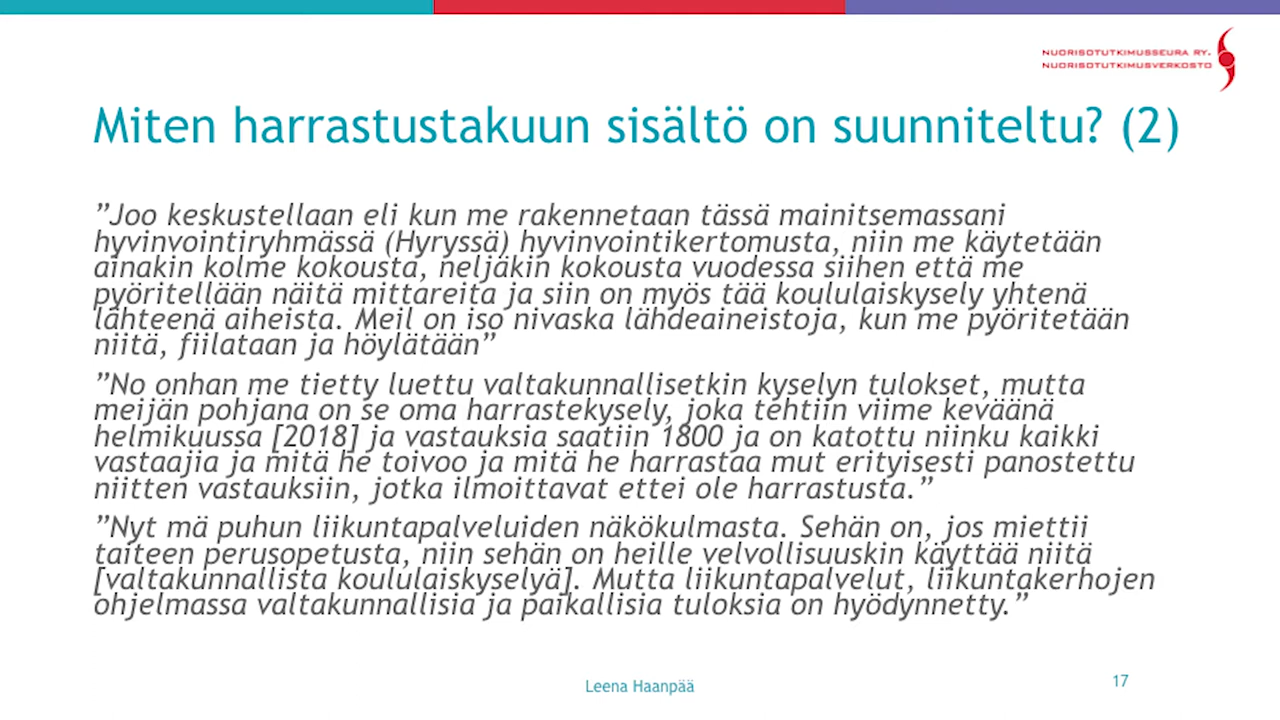 NUORISOTUTKIMUSSEURA RY.
NUORISOTUTKIMUSVERKOSTO
Miten harrastustakuun sisältö on suunniteltu? (2)
”Joo keskustellaan eli kun me rakennetaan tässä mainitsemassani
hyvinvointiryhmässä (Hyryssä) hyvinvointikertomusta, niin me käytetään
ainakin kolme kokousta, neljäkin kokousta vuodessa siihen että me
pyöritellään näitä mittareita ja siin on myös tää koululaiskysely yhtenä
lähteenä aiheista. Meil on iso nivaska lähdeaineistoja, kun me pyöritetään
niitä, fiilataan ja höylätään”
”No onhan me tietty luettu valtakunnallisetkin kyselyn tulokset, mutta
meijän pohjana on se oma harrastekysely, joka tehtiin viime keväänä
helmikuussa [2018] ja vastauksia saatiin 1800 ja on katottu niinku kaikki
vastaajia ja mitä he toivoo ja mitä he harrastaa mut erityisesti panostettu
niitten vastauksiin, jotka ilmoittavat ettei ole harrastusta.”
”Nyt mä puhun liikuntapalveluiden näkökulmasta. Sehän on, jos miettii
taiteen perusopetusta, niin sehän on heille velvollisuuskin käyttää niitä
[valtakunnallista koululaiskyselyä]. Mutta liikuntapalvelut, liikuntakerhojen
ohjelmassa valtakunnallisia ja paikallisia tuloksia on hyödynnetty.”
Leena Haanpää
17